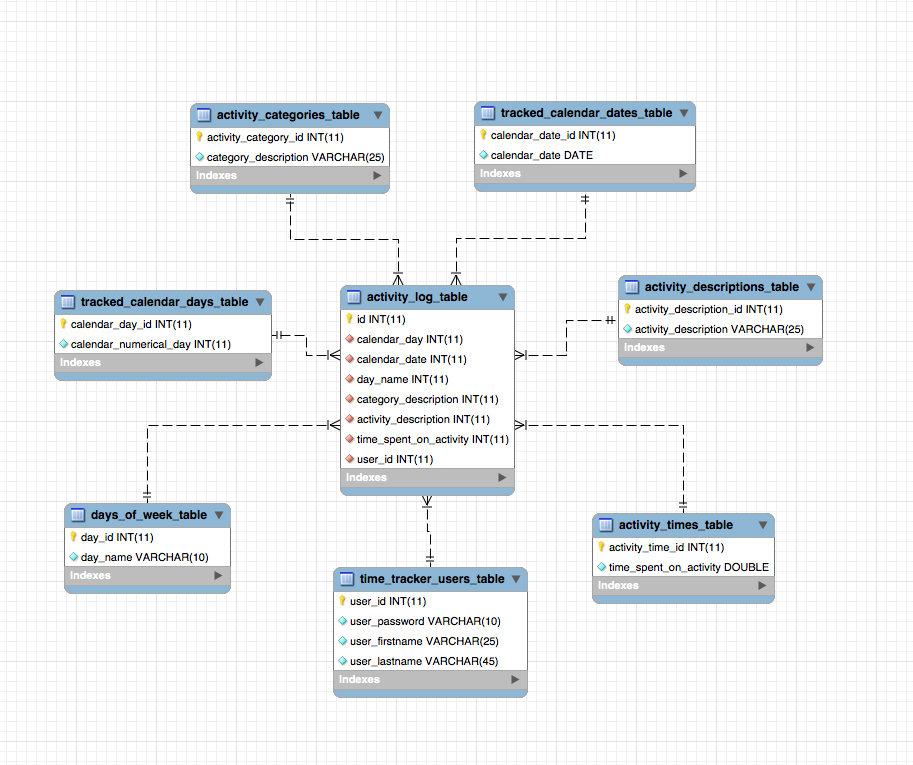 activity_categories_table
activity_category_id INT(11)
category_description VARCHAR(25)
Indexes
tracked_calendar_dates_table
calendar_date_id INT(11)
calendar_date DATE
Indexes
tracked_calendar_days_table
calendar_day_id INT(11)
calendar_numerical_day INT(11)
Indexes
activity_log_table
id INT(11)
calendar_day INT(11)
calendar_date INT(11)
day_name INT(11)
category_description INT(11)
activity_description INT(11)
time_spent_on_activity INT(11)
user_id INT(11)
Indexes
activity_descriptions_table
activity_description_id INT(11)
activity_description VARCHAR(25)
Indexes
days_of_week_table
day_id INT(11)
day_name VARCHAR(10)
Indexes
time_tracker_users_table
user_id INT(11)
user_password VARCHAR(10)
user_firstname VARCHAR(25)
user_lastname VARCHAR(45)
Indexes
activity_times_table
activity_time_id INT(11)
time_spent_on_activity DOUBLE
Indexes